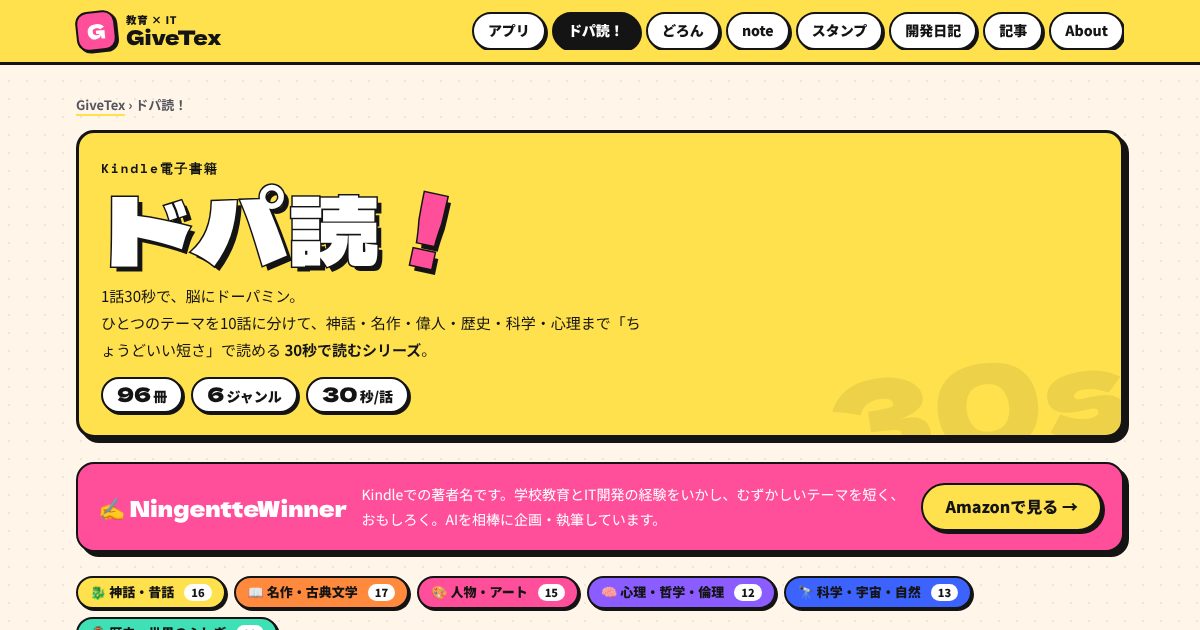 G
教育 × IT
GiveTex
アプリ
ドパ読！
どろん
note
スタンプ
開発日記
記事
About
GiveTex › ドパ読！
Kindle電子書籍
ドパ読！
1話30秒で、脳にドーパミン。
ひとつのテーマを10話に分けて、神話・名作・偉人・歴史・科学・心理まで「ち
ょうどいい短さ」で読める 30秒で読むシリーズ。
96冊
6ジャンル
30秒/話
30s
NingentteWinner
Kindleでの著者名です。学校教育とIT開発の経験をいかし、むずかしいテーマを短く、
おもしろく。AIを相棒に企画・執筆しています。
Amazonで見る →
神話・昔話 16
名作・古典文学 17
人物・アート 15
心理・哲学・倫理 12
科学・宇宙・自然 13